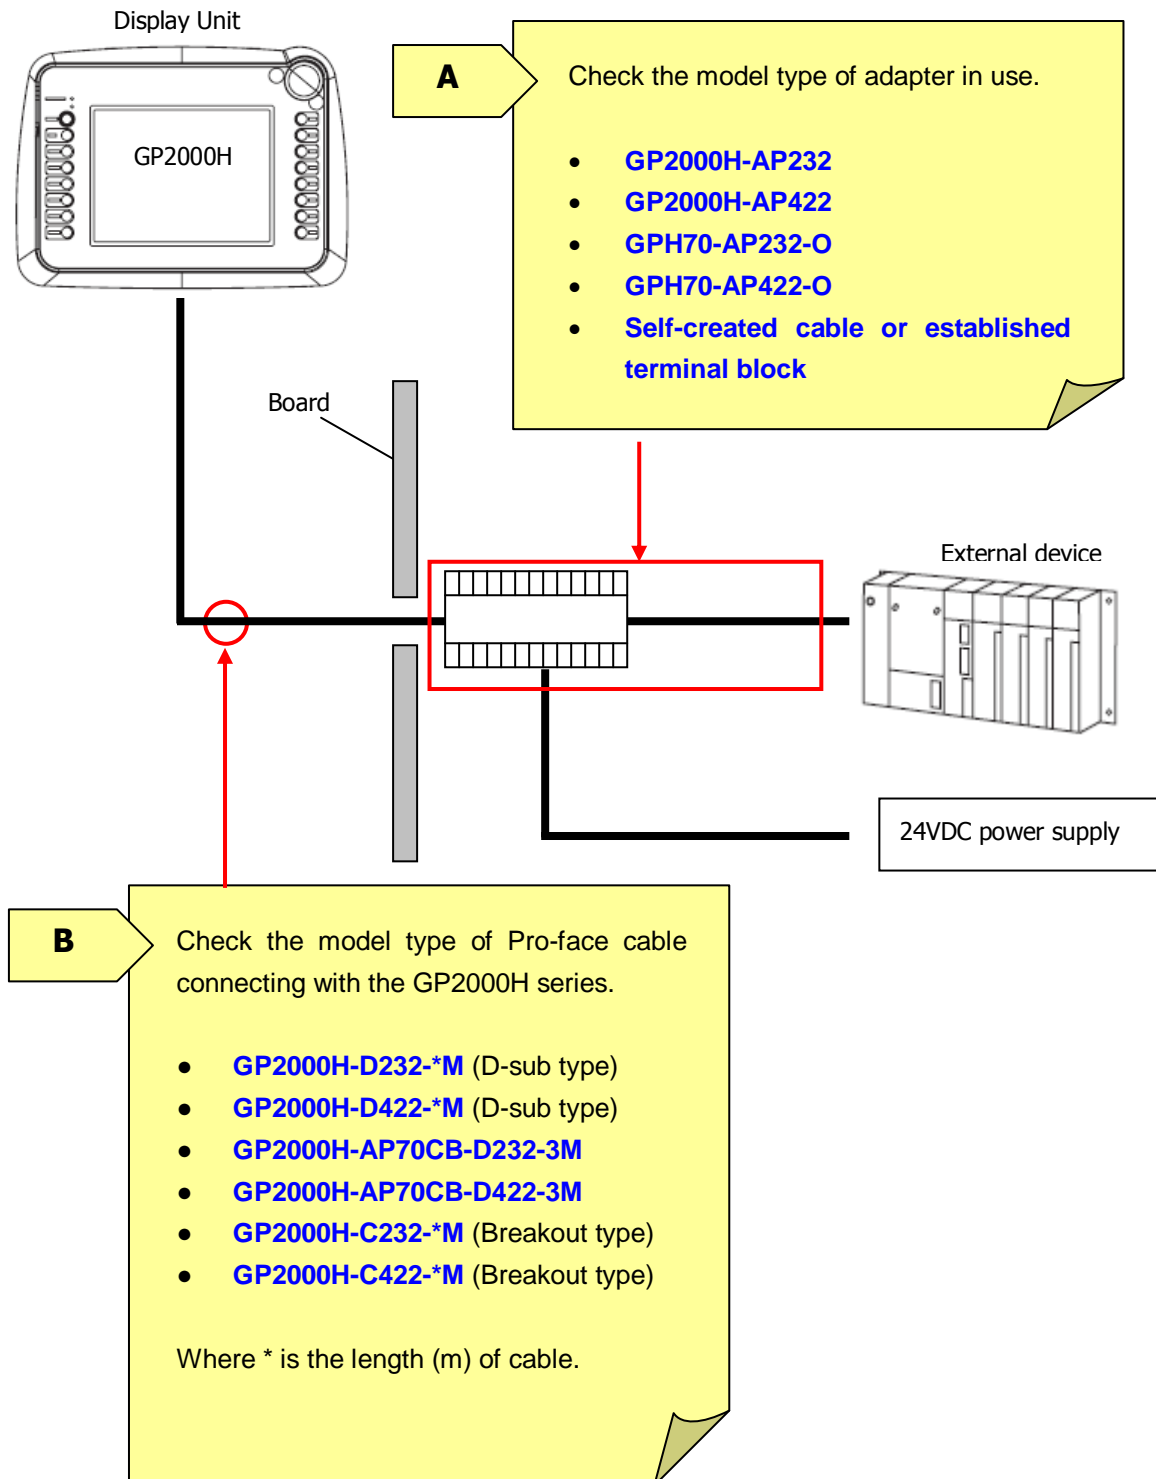 Display Unit
GP2000H
A
Check the model type of adapter in use.
● GP2000H-AP232
● GP2000H-AP422
● GPH70-AP232-O
● GPH70-AP422-O
● Self-created cable or established
terminal block
Board
External device
24VDC power supply
B
Check the model type of Pro-face cable
connecting with the GP2000H series.
● GP2000H-D232-*M (D-sub type)
● GP2000H-D422-*M (D-sub type)
● GP2000H-AP70CB-D232-3M
● GP2000H-AP70CB-D422-3M
● GP2000H-C232-*M (Breakout type)
● GP2000H-C422-*M (Breakout type)
Where * is the length (m) of cable.